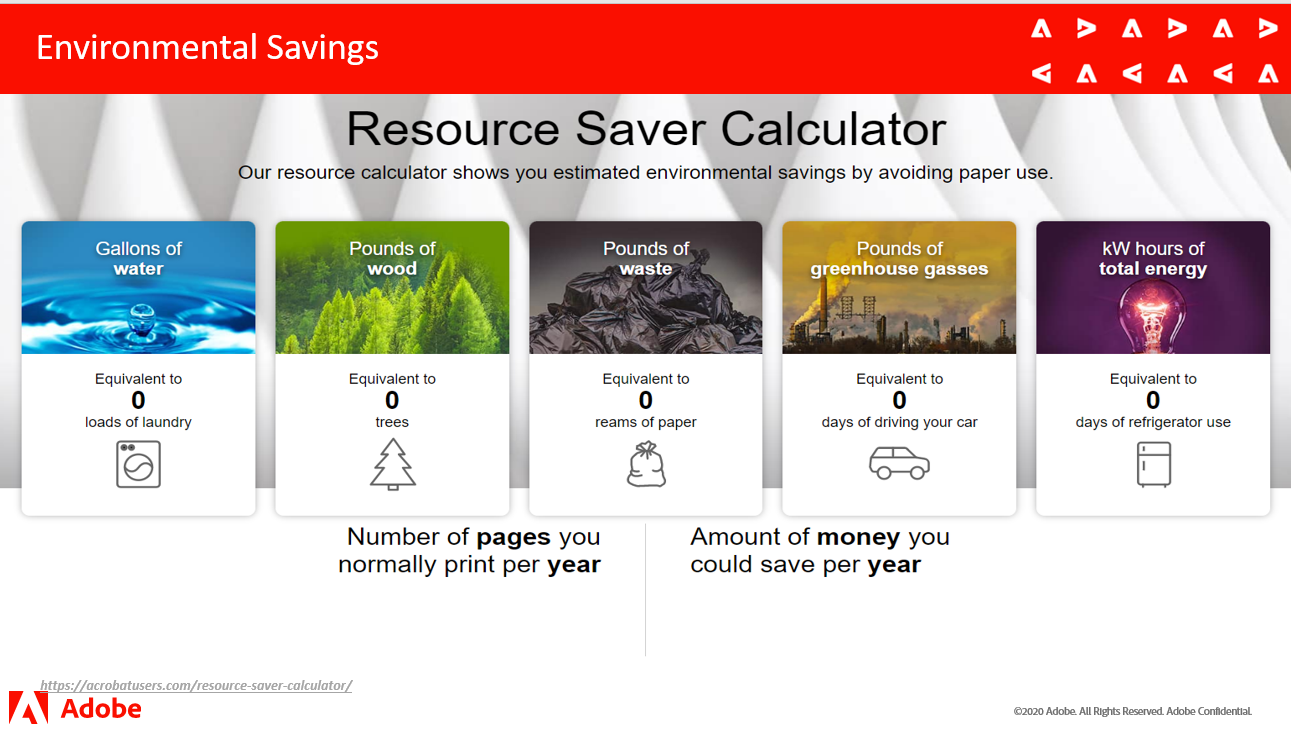 Environmental Savings
Resource Saver Calculator
Our resource calculator shows you estimated environmental savings by avoiding paper use.
Gallons of
water
Equivalent to
0
loads of laundry
Pounds of
wood
Equivalent to
0
trees
Pounds of
waste
Equivalent to
0
reams of paper
Pounds of
greenhouse gasses
Equivalent to
0
days of driving your car
kW hours of
total energy
Equivalent to
0
days of refrigerator use
Number of pages you
normally print per year
Amount of money you
could save per year
https://acrobatusers.com/resource-saver-calculator/
Adobe
©2020 Adobe. All Rights Reserved. Adobe Confidential.